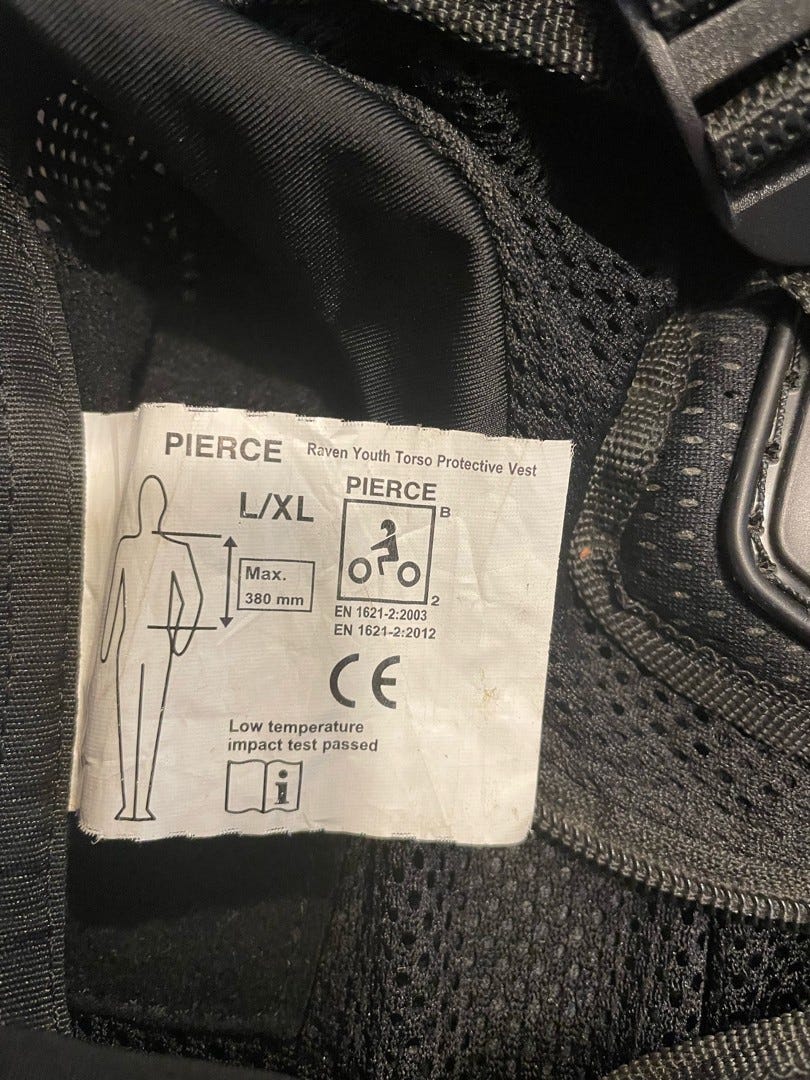 PIERCE Raven Youth Torso Protective Vest
L/XL
PIERCE
B
Max.
380 mm
2
EN 1621-2:2003
EN 1621-2:2012
CE
Low temperature
impact test passed
i